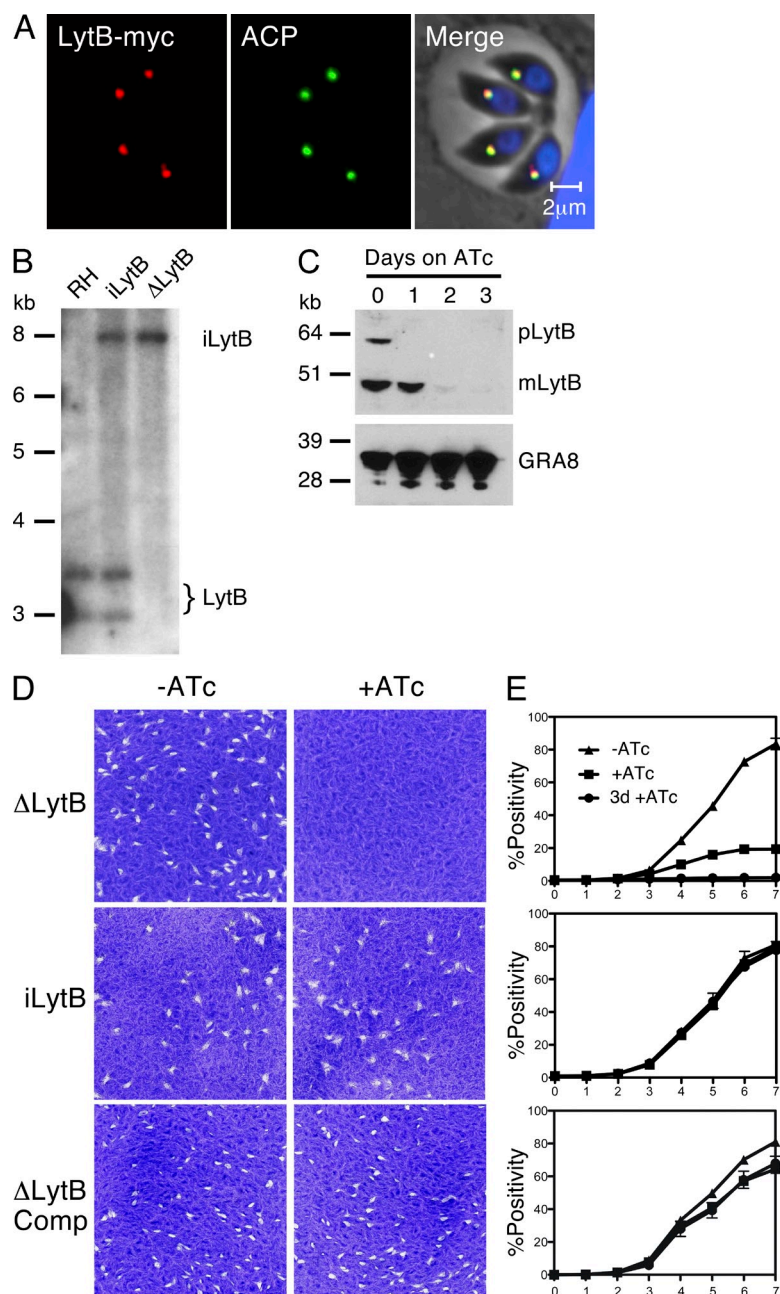 A
LytB-myc
ACP
Merge
2μm
B
RH
iLytB
ΔLytB
kb
8
6
5
4
3
iLytB
} LytB
C
Days on ATc
kb
0 1 2 3
64
51
39
28
pLytB
mLytB
GRA8
D
-ATc
+ATc
ΔLytB
iLytB
ΔLytB
Comp
E
%Positivity
100
80
60
40
20
0
-ATc
+ATc
3d +ATc
0 1 2 3 4 5 6 7
%Positivity
100
80
60
40
20
0
0 1 2 3 4 5 6 7
%Positivity
100
80
60
40
20
0
0 1 2 3 4 5 6 7